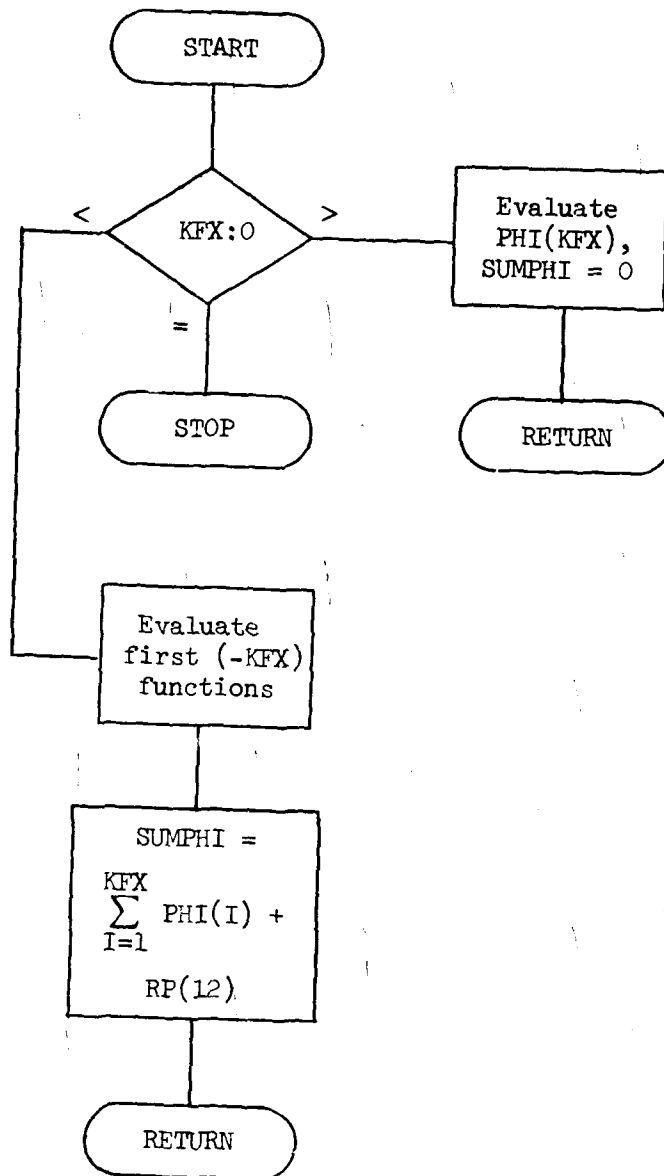 START
<
KFX:0
>
=
STOP
Evaluate
PHI(KFX),
SUMPHI = 0
RETURN
Evaluate
first (-KFX)
functions
SUMPHI =
KFX
∑ PHI(I) +
I=1
RP(12)
RETURN